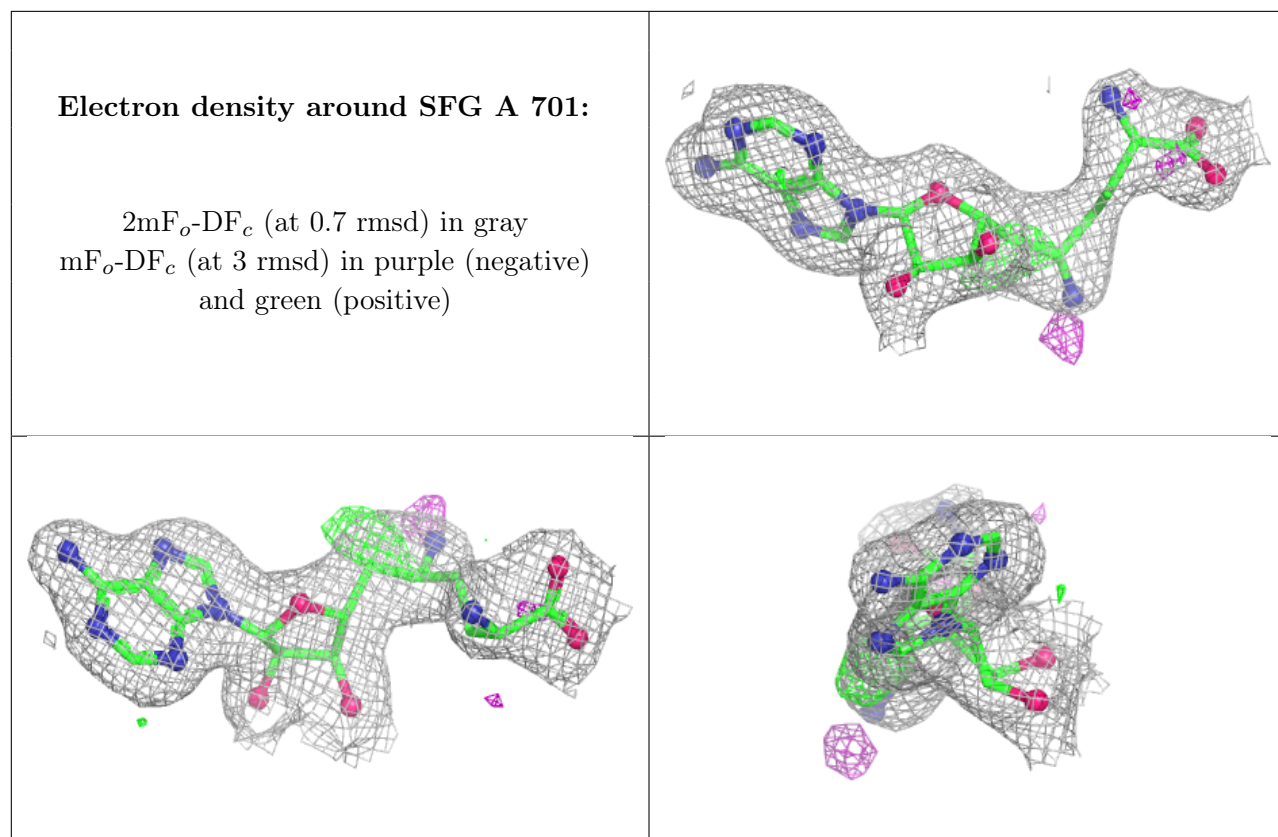 Electron density around SFG A 701:
2mFo-DFc (at 0.7 rmsd) in gray
mFo-DFc (at 3 rmsd) in purple (negative)
and green (positive)